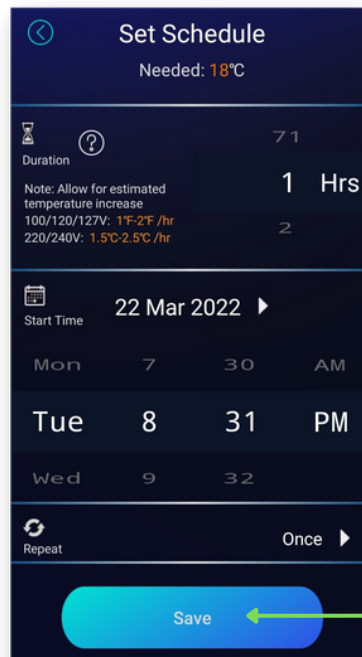 Set Schedule
Needed: 18°C
71
?
Duration
1 Hrs
Note: Allow for estimated
temperature increase
100/120/127V: 1°F-2°F /hr
220/240V: 1.5°C-2.5°C /hr
2
22 Mar 2022
Start Time
Mon 7 30 AM
Tue 8 31 PM
Wed 9 32
Repeat
Once
Save